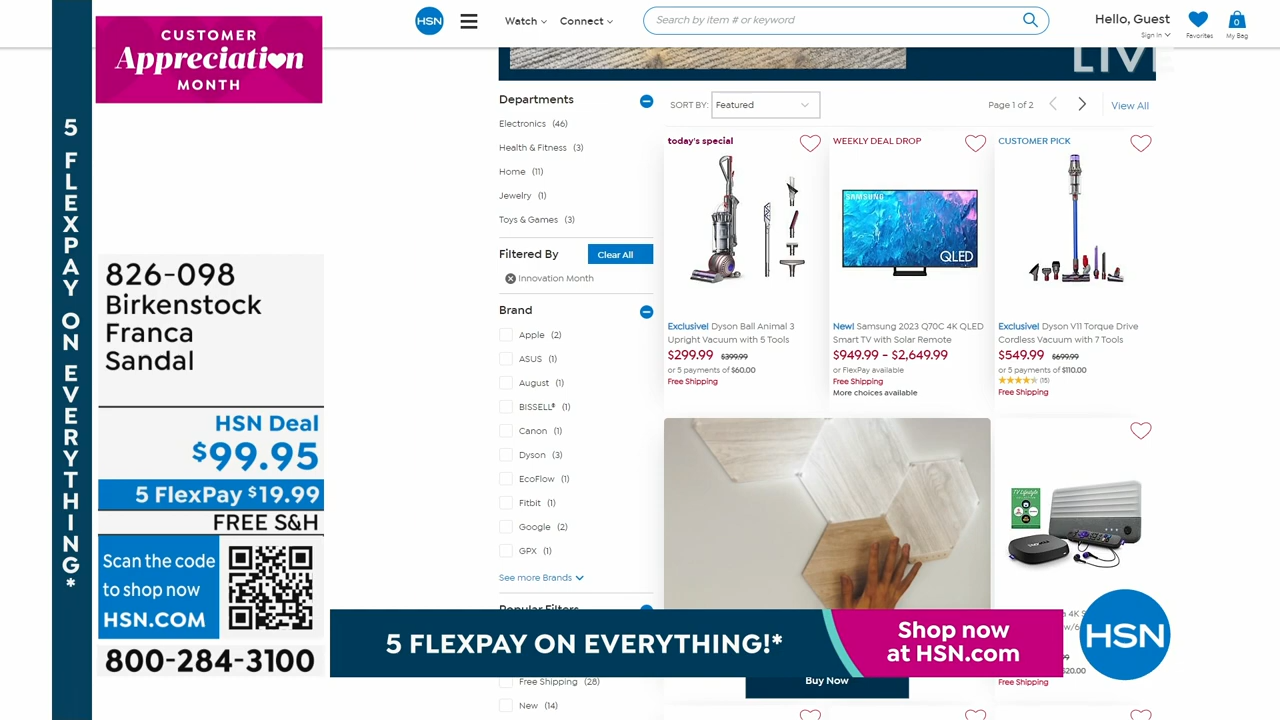 CUSTOMER
Appreciation
MONTH
5 FLEXPAY ON EVERYTHING*
826-098
Birkenstock
Franca
Sandal
HSN Deal
$99.95
5 FlexPay $19.99
FREE S&H
Scan the code
to shop now
HSN.COM
800-284-3100
HSN
Watch
Connect
Search by item # or keyword
Hello, Guest
Sign in
Favorites
0
My Bag
LIVE
Departments
Electronics (46)
Health & Fitness (3)
Home (11)
Jewelry (1)
Toys & Games (3)
Filtered By
Clear All
Innovation Month
Brand
Apple (2)
ASUS (1)
August (1)
BISSELL® (1)
Canon (1)
Dyson (3)
EcoFlow (1)
Fitbit (1)
Google (2)
GPX (1)
See more Brands
Popular Filters
Free Shipping (28)
New (14)
SORT BY: Featured
Page 1 of 2
View All
today's special
Exclusive! Dyson Ball Animal 3
Upright Vacuum with 5 Tools
$299.99 $399.99
or 5 payments of $60.00
Free Shipping
WEEKLY DEAL DROP
SAMSUNG
QLED
New! Samsung 2023 Q70C 4K QLED
Smart TV with Solar Remote
$949.99 - $2,649.99
or FlexPay available
Free Shipping
More choices available
CUSTOMER PICK
Exclusive! Dyson V11 Torque Drive
Cordless Vacuum with 7 Tools
$549.99 $699.99
or 5 payments of $110.00
(15)
Free Shipping
Free Shipping
Buy Now
5 FLEXPAY ON EVERYTHING!*
Shop now
at HSN.com
HSN